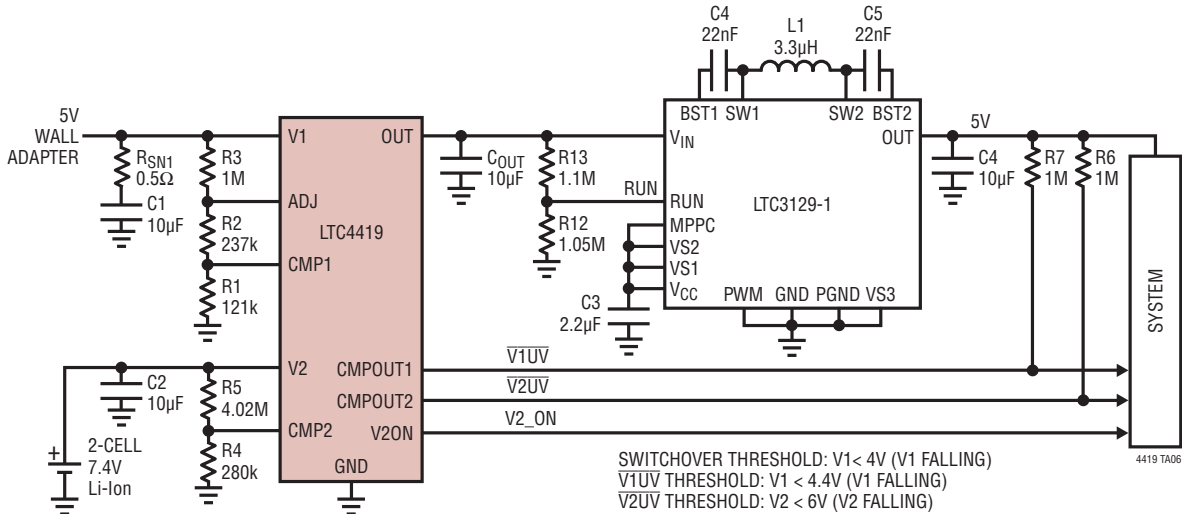 C4
22nF
L1
3.3µH
C5
22nF
BST1 SW1 SW2 BST2
5V
WALL
ADAPTER
RSN1
0.5Ω
C1
10µF
R3
1M
R2
237k
R1
121k
V1
ADJ
CMP1
LTC4419
OUT
COUT
10µF
R13
1.1M
RUN
R12
1.05M
VIN
RUN
MPPC
VS2
VS1
VCC
LTC3129-1
OUT
PWM GND PGND VS3
C3
2.2µF
5V
C4
10µF
R7
1M
R6
1M
SYSTEM
C2
10µF
R5
4.02M
R4
280k
2-CELL
7.4V
Li-Ion
+
V2
CMP2
GND
CMPOUT1
CMPOUT2
V2ON
V1UV
V2UV
V2_ON
SWITCHOVER THRESHOLD: V1< 4V (V1 FALLING)
V1UV THRESHOLD: V1 < 4.4V (V1 FALLING)
V2UV THRESHOLD: V2 < 6V (V2 FALLING)
4419 TA06